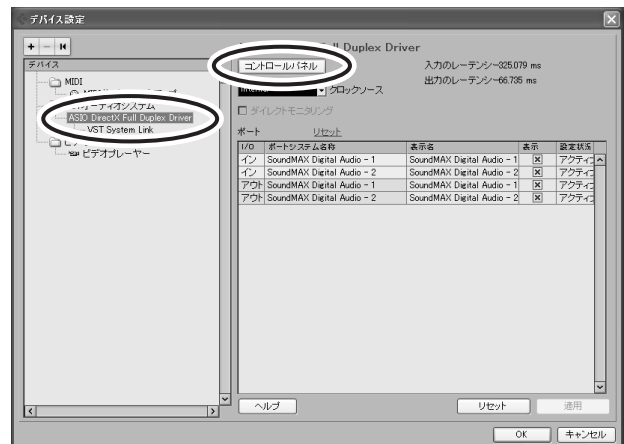 デバイス設定
+ - |◀
デバイス
MIDI
オーディオシステム
ASIO DirectX Full Duplex Driver
VST System Link
ビデオプレーヤー
Full Duplex Driver
コントロールパネル
入力のレーテンシー325.079 ms
出力のレーテンシー66.735 ms
クロックソース
ダイレクトモニタリング
ポート リセット
I/O ポートシステム名称 表示名 表示 設定状況
イン SoundMAX Digital Audio - 1 SoundMAX Digital Audio - 1 アクティブ
イン SoundMAX Digital Audio - 2 SoundMAX Digital Audio - 2 アクティブ
アウト SoundMAX Digital Audio - 1 SoundMAX Digital Audio - 1 アクティブ
アウト SoundMAX Digital Audio - 2 SoundMAX Digital Audio - 2 アクティブ
ヘルプ リセット 適用
OK キャンセル